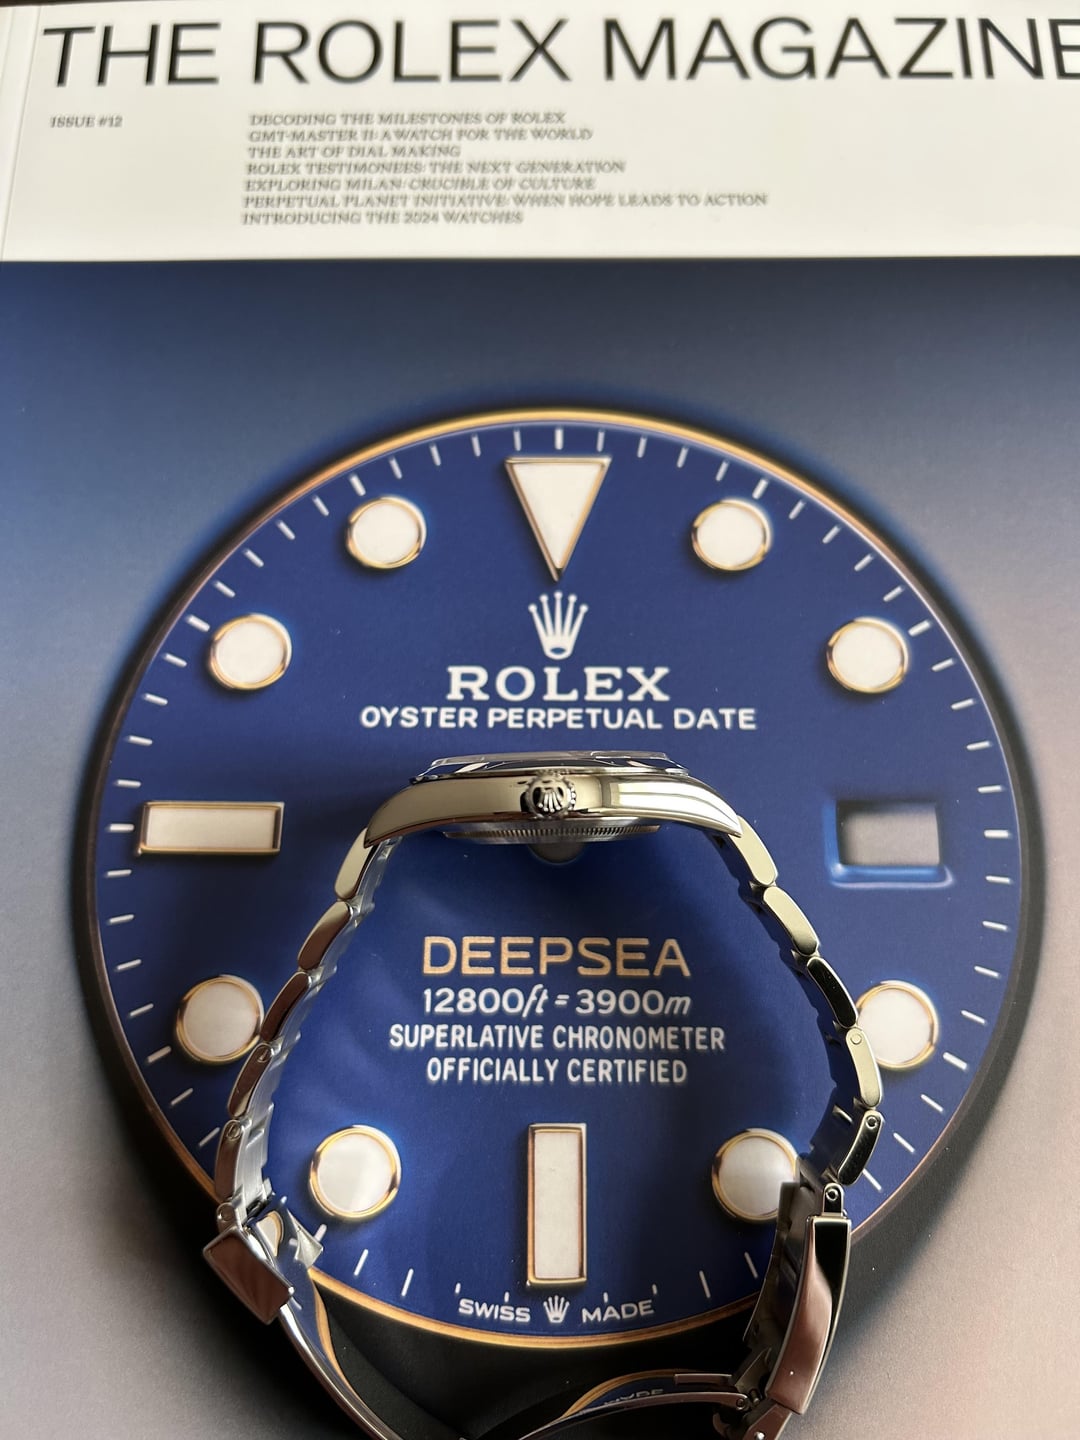 THE ROLEX MAGAZINE
ISSUE #12
DECODING THE MILESTONES OF ROLEX
GMT-MASTER II: A WATCH FOR THE WORLD
THE ART OF DIAL MAKING
ROLEX TESTIMONEES: THE NEXT GENERATION
EXPLORING MILAN: CRUCIBLE OF CULTURE
PERPETUAL PLANET INITIATIVE: WHEN HOPE LEADS TO ACTION
INTRODUCING THE 2024 WATCHES
ROLEX
OYSTER PERPETUAL DATE
DEEPSEA
12800ft = 3900m
SUPERLATIVE CHRONOMETER
OFFICIALLY CERTIFIED
SWISS MADE